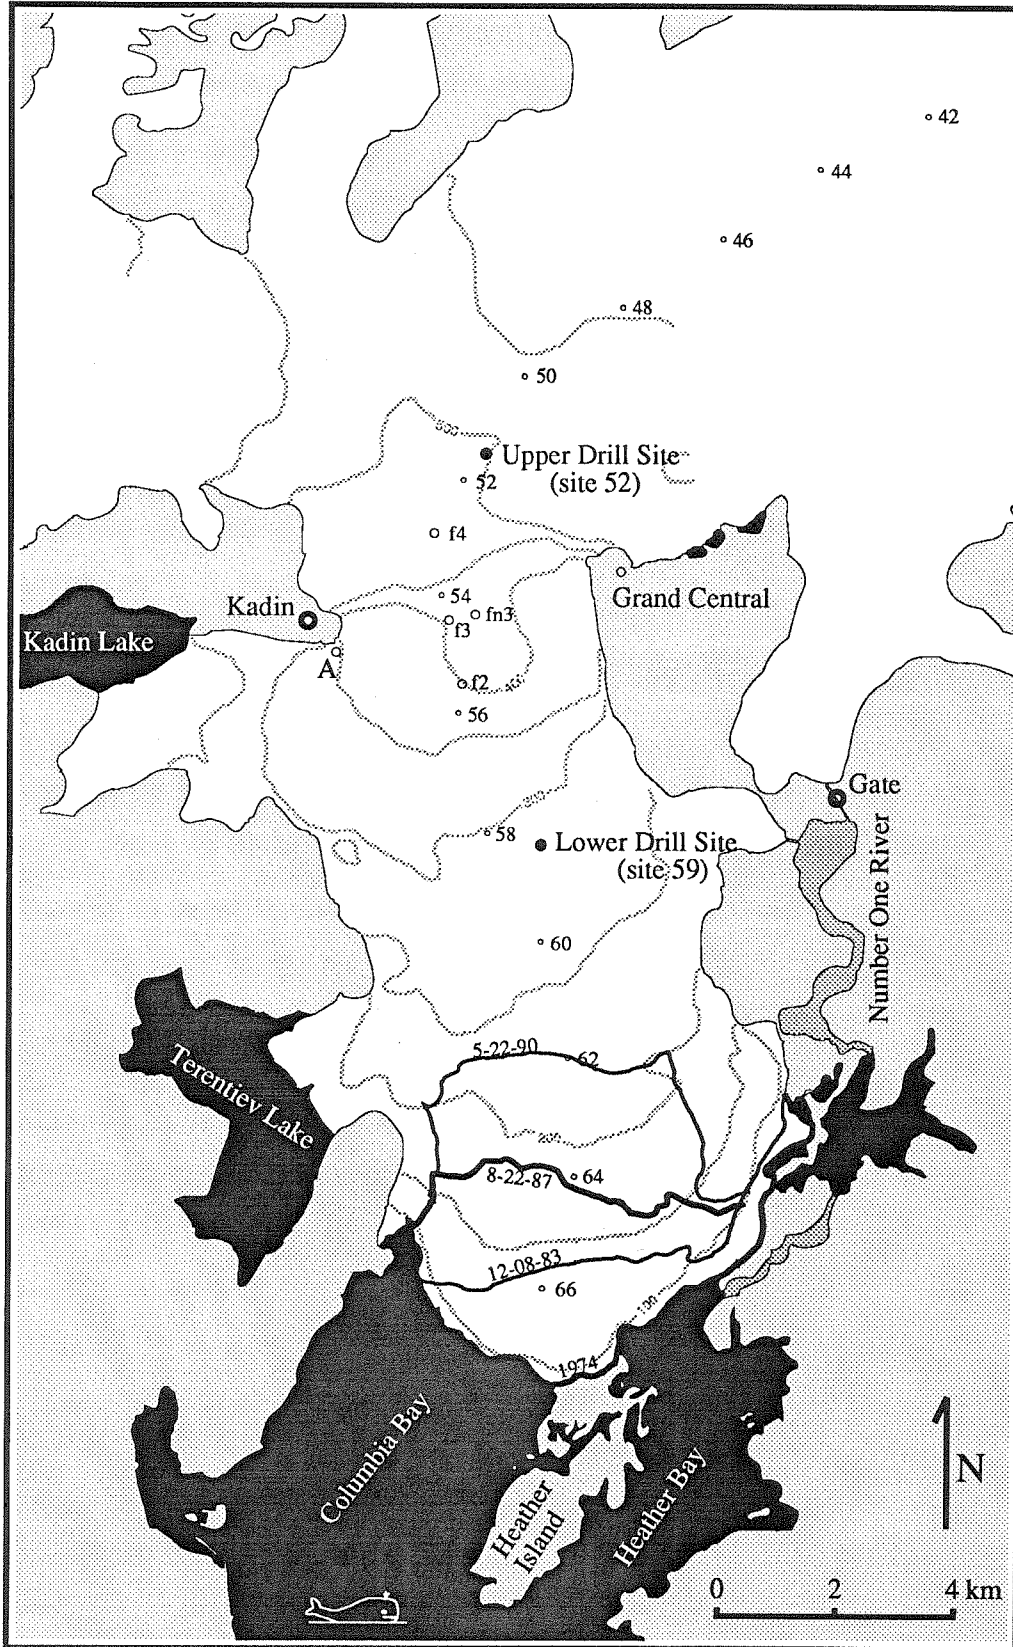 42
44
46
48
50
Upper Drill Site
(site 52)
52
f4
54
fn3
f3
Kadin
Kadin Lake
A
Grand Central
f2
56
Gate
58
Lower Drill Site
(site 59)
Number One River
60
5-22-90
62
Terentiev Lake
200
8-22-87
64
12-08-83
66
100
1974
Columbia Bay
Heather
Island
Heather Bay
N
0 2 4 km